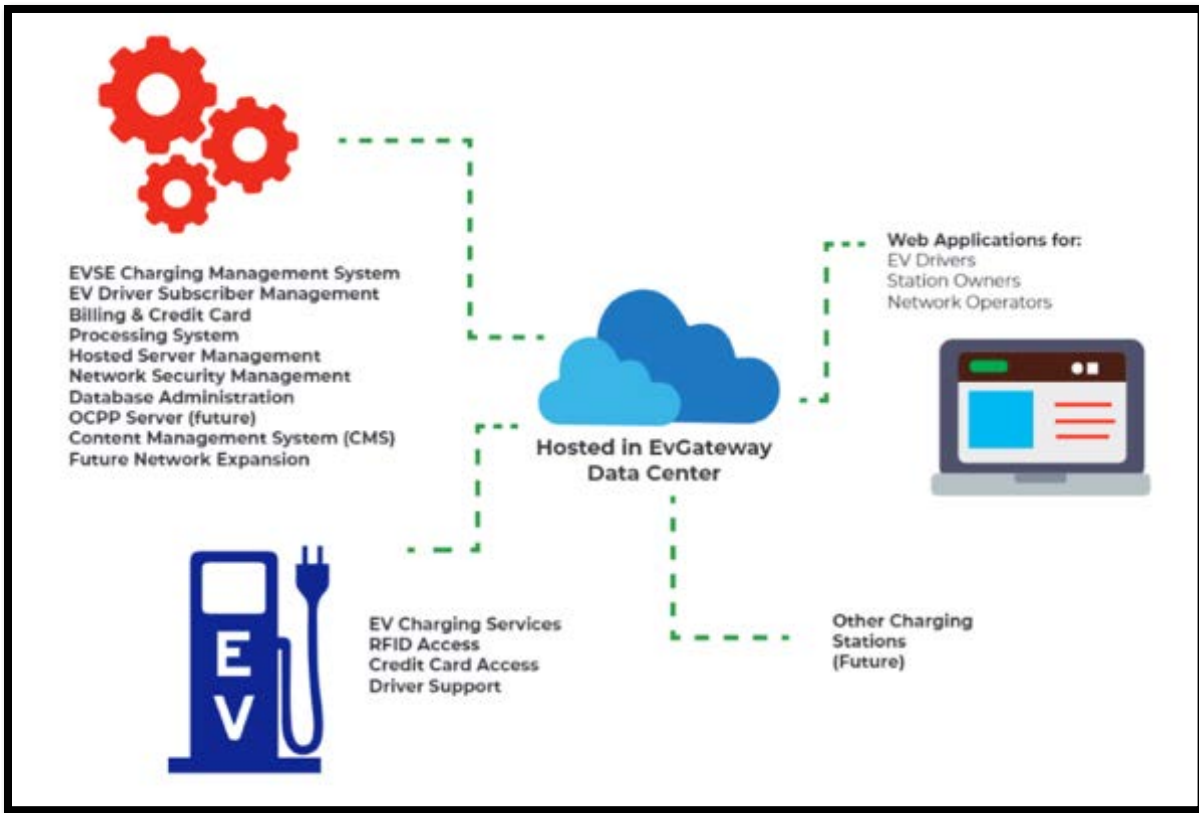 EVSE Charging Management System
EV Driver Subscriber Management
Billing & Credit Card
Processing System
Hosted Server Management
Network Security Management
Database Administration
OCPP Server (future)
Content Management System (CMS)
Future Network Expansion
Hosted in EvGateway
Data Center
Web Applications for:
EV Drivers
Station Owners
Network Operators
E
V
EV Charging Services
RFID Access
Credit Card Access
Driver Support
Other Charging
Stations
(Future)